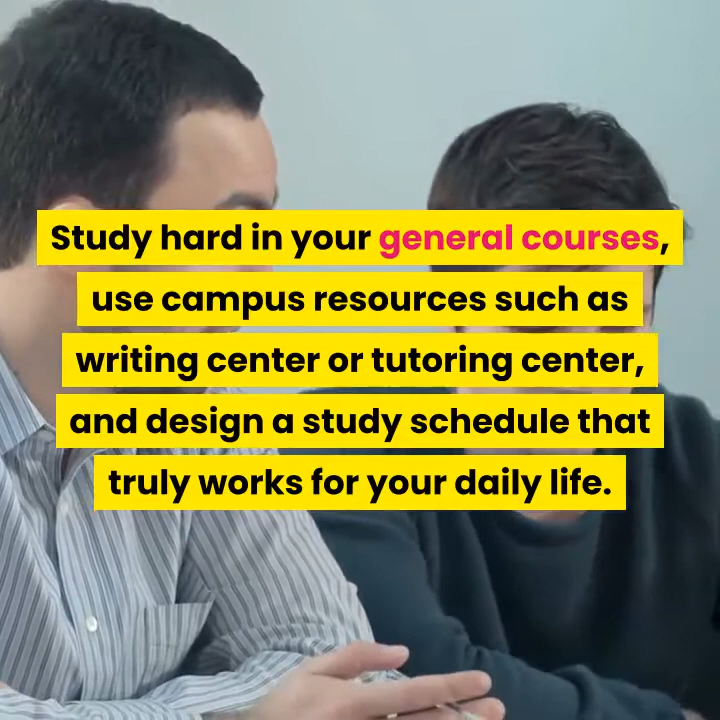 Study hard in your general courses,
use campus resources such as
writing center or tutoring center,
and design a study schedule that
truly works for your daily life.